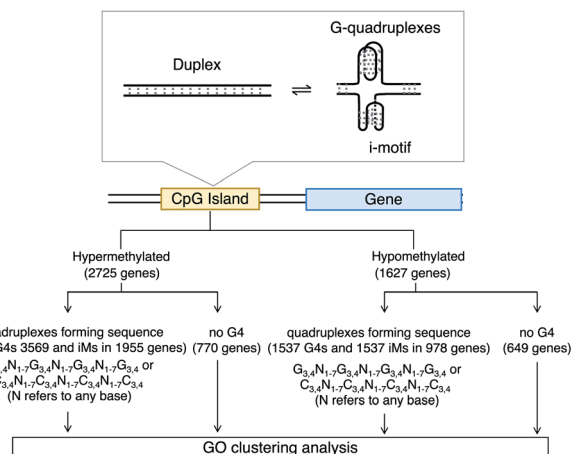 G-quadruplexes
Duplex
i-motif
CpG Island
Gene
Hypermethylated
(2725 genes)
Hypomethylated
(1627 genes)
forming sequence
G4s 3569 and iMs in 1955 genes)
N₁₋₇G₃,₄N₁₋₇G₃,₄N₁₋₇G₃,₄ or
N₁₋₇C₃,₄N₁₋₇C₃,₄N₁₋₇C₃,₄
(N refers to any base)
no G4
(770 genes)
quadruplexes forming sequence
(1537 G4s and 1537 iMs in 978 genes)
G₃,₄N₁₋₇G₃,₄N₁₋₇G₃,₄N₁₋₇G₃,₄ or
C₃,₄N₁₋₇C₃,₄N₁₋₇C₃,₄N₁₋₇C₃,₄
(N refers to any base)
no G4
(649 genes)
GO clustering analysis